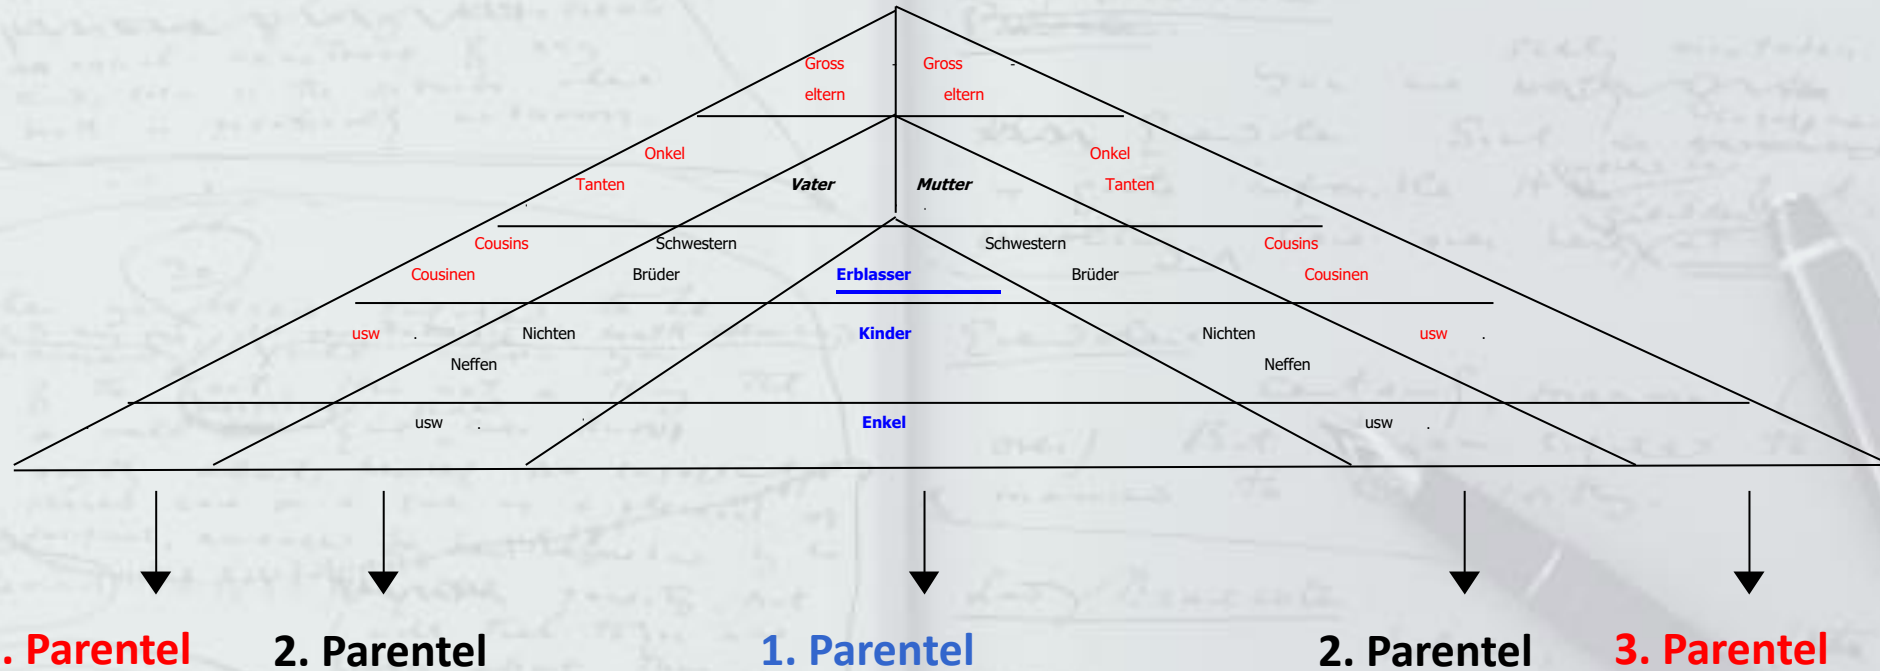 Gross - Gross -
eltern eltern
Onkel Onkel
Tanten Vater Mutter Tanten
Cousins Schwestern Schwestern Cousins
Cousinen Brüder Erblasser Brüder Cousinen
usw . Nichten Kinder Nichten usw .
Neffen Neffen
usw . Enkel usw .
. Parentel 2. Parentel 1. Parentel 2. Parentel 3. Parentel